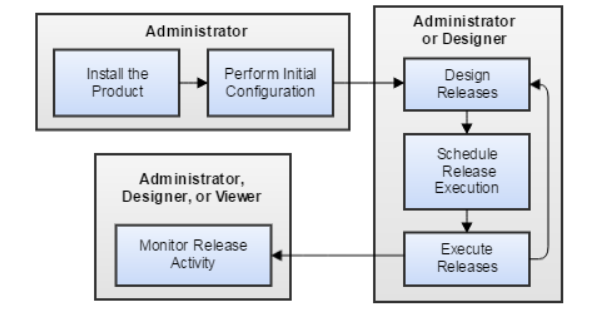 Administrator
Install the
Product
Perform Initial
Configuration
Administrator
or Designer
Design
Releases
Schedule
Release
Execution
Execute
Releases
Administrator,
Designer, or Viewer
Monitor Release
Activity